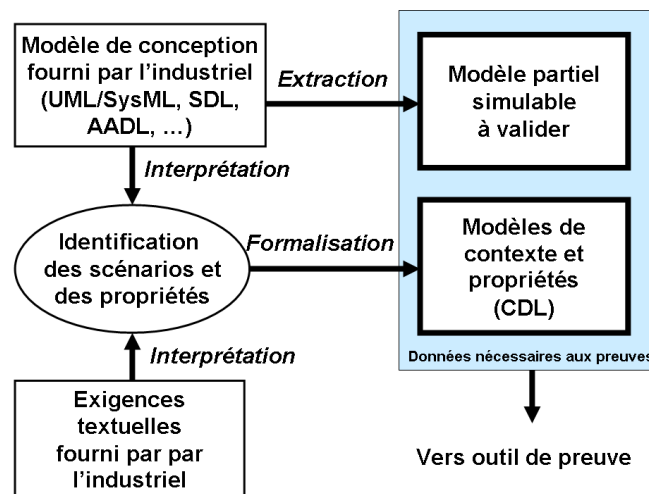 Modèle de conception
fourni par l'industriel
(UML/SysML, SDL,
AADL, ...)
Extraction
Modèle partiel
simulable
à valider
Interprétation
Identification
des scénarios et
des propriétés
Formalisation
Modèles de
contexte et
propriétés
(CDL)
Données nécessaires aux preuves
Interprétation
Exigences
textuelles
fourni par par
l'industriel
Vers outil de preuve